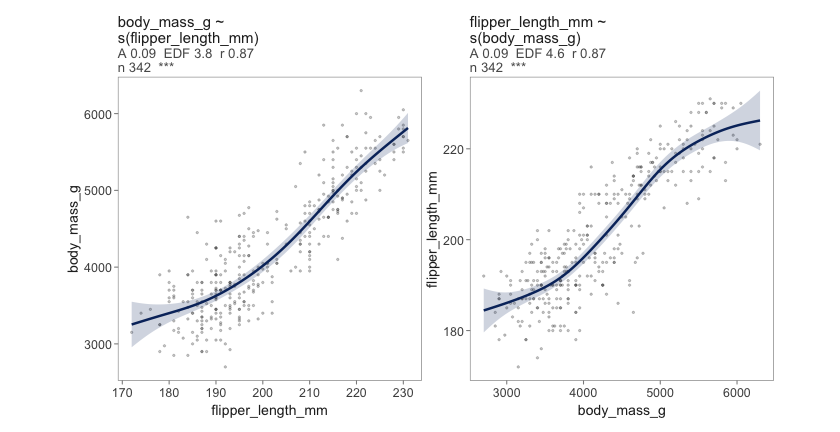 body_mass_g ~
s(flipper_length_mm)
A 0.09  EDF 3.8  r 0.87
n 342  ***
6000
5000
4000
3000
body_mass_g
170 180 190 200 210 220 230
flipper_length_mm
flipper_length_mm ~
s(body_mass_g)
A 0.09  EDF 4.6  r 0.87
n 342  ***
220
200
180
flipper_length_mm
3000 4000 5000 6000
body_mass_g